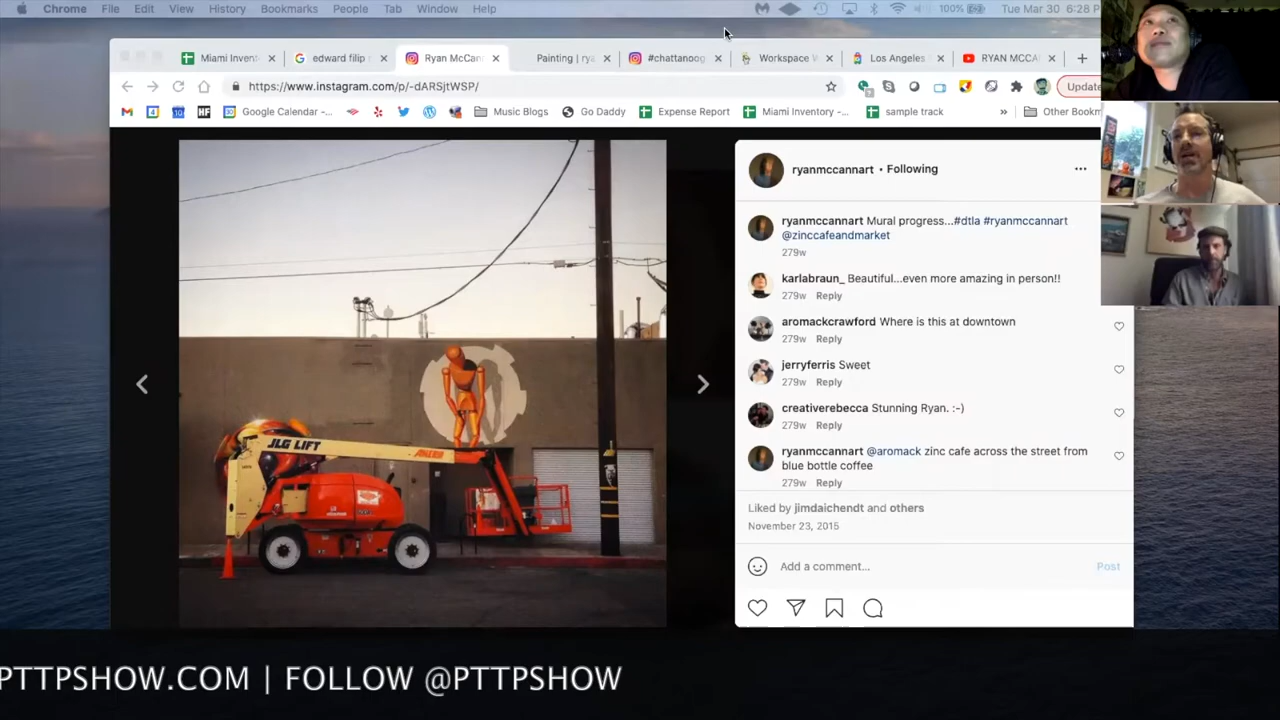 Chrome File Edit View History Bookmarks People Tab Window Help 100% Tue Mar 30 6:28 P
Miami Invent edward filip Ryan McCan Painting | rya #chattanoog Workspace Los Angeles RYAN MCCA
https://www.instagram.com/p/-dARSjtWSP/ Update
Google Calendar -... Music Blogs Go Daddy Expense Report Miami Inventory -... sample track » Other Bookm
ryanmccannart • Following
ryanmccannart Mural progress...#dtla #ryanmccannart
@zinccafeandmarket
279w
karlabraun_ Beautiful...even more amazing in person!!
279w Reply
aromackcrawford Where is this at downtown
279w Reply
jerryferris Sweet
279w Reply
creativerebecca Stunning Ryan. :-)
279w Reply
ryanmccannart @aromack zinc cafe across the street from
blue bottle coffee
279w Reply
Liked by jimdaichendt and others
November 23, 2015
Add a comment... Post
JLG LIFT
PTTPSHOW.COM | FOLLOW @PTTPSHOW